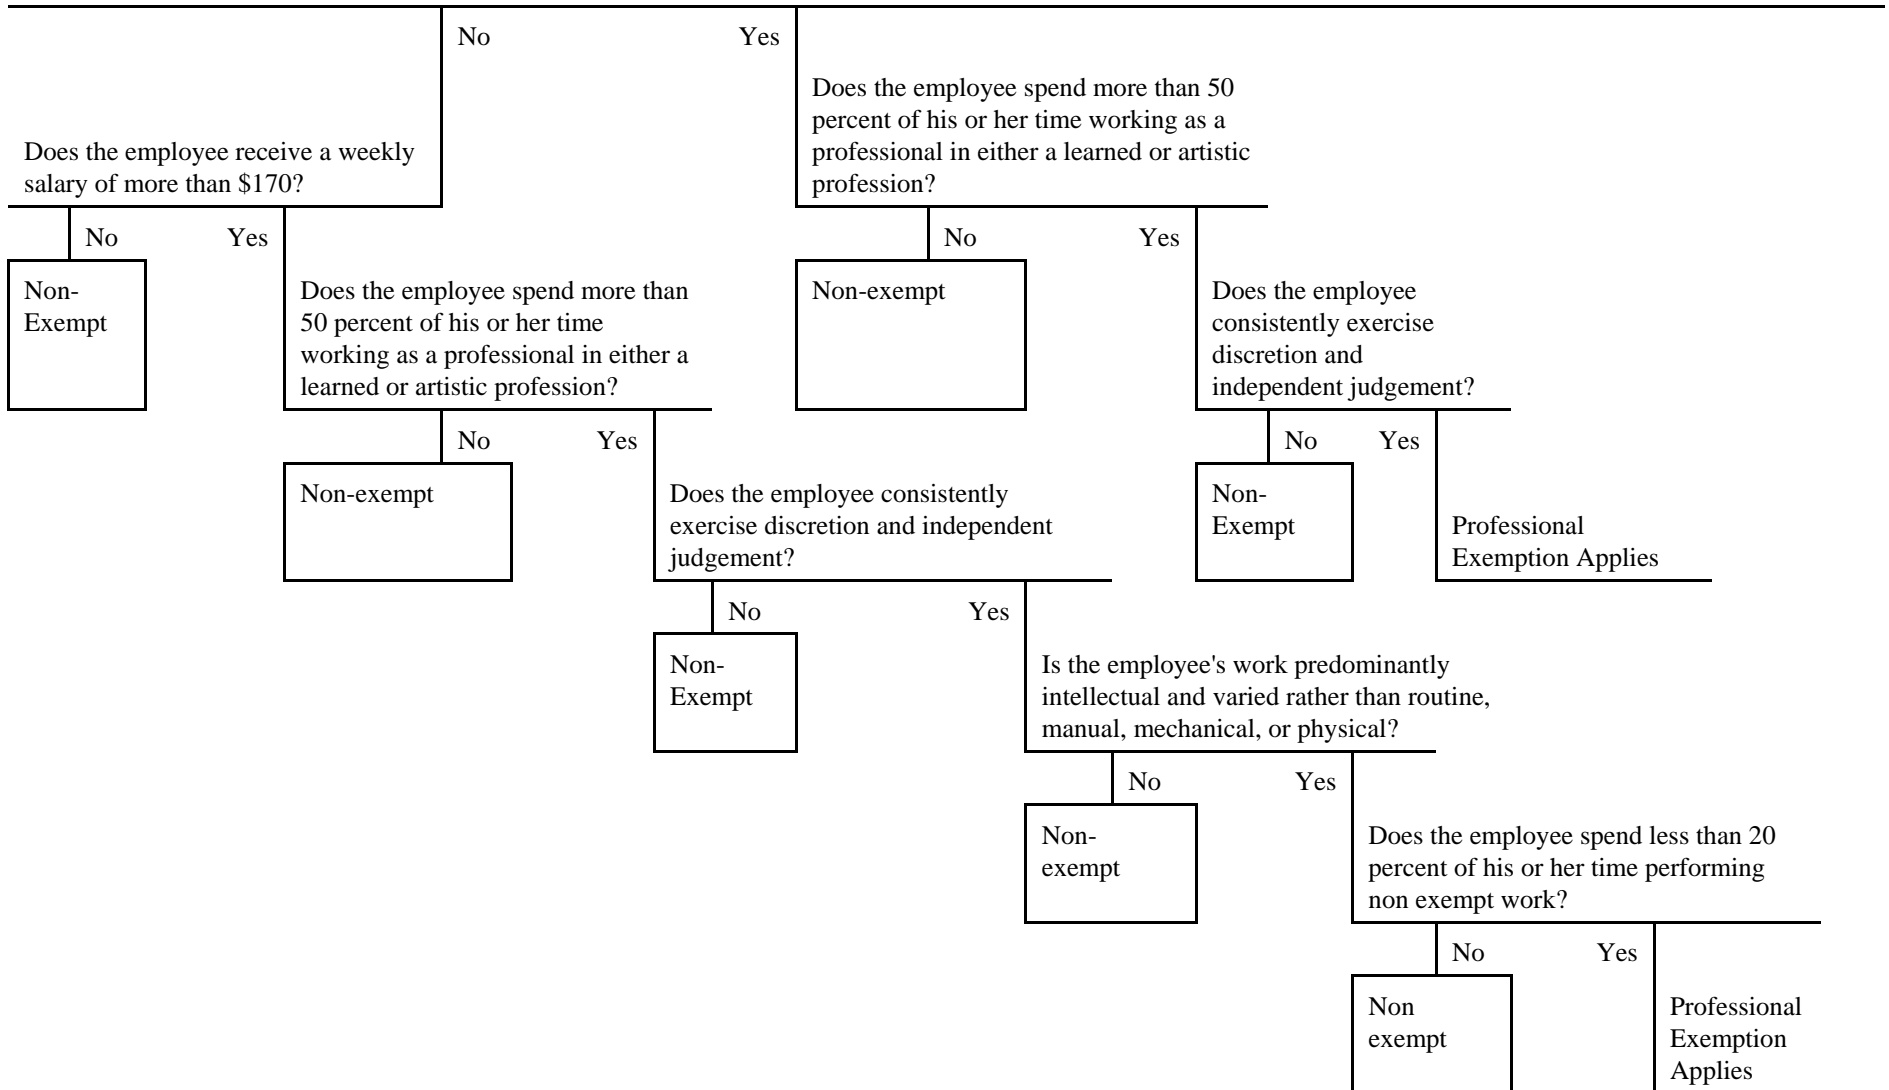 No
Yes
Does the employee spend more than 50
percent of his or her time working as a
professional in either a learned or artistic
profession?
Does the employee receive a weekly
salary of more than $170?
No
Yes
No
Yes
Non-
Exempt
Does the employee spend more than
50 percent of his or her time
working as a professional in either a
learned or artistic profession?
Non-exempt
Does the employee
consistently exercise
discretion and
independent judgement?
No
Yes
No
Yes
Non-exempt
Does the employee consistently
exercise discretion and independent
judgement?
Non-
Exempt
Professional
Exemption Applies
No
Yes
Non-
Exempt
Is the employee's work predominantly
intellectual and varied rather than routine,
manual, mechanical, or physical?
No
Yes
Non-
exempt
Does the employee spend less than 20
percent of his or her time performing
non exempt work?
No
Yes
Non
exempt
Professional
Exemption
Applies